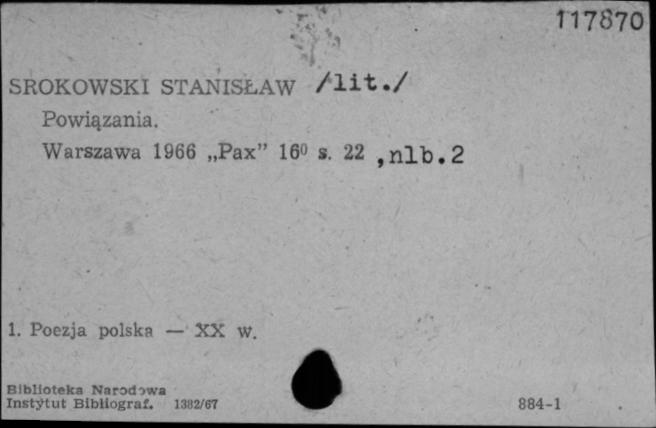 117870
SROKOWSKI STANISŁAW /lit./
Powiązania.
Warszawa 1966 „Pax” 16⁰ s. 22 ,nlb.2
1. Poezja polska — XX w.
Biblioteka Narodowa
Instytut Bibliograf. 1382/67
884-1